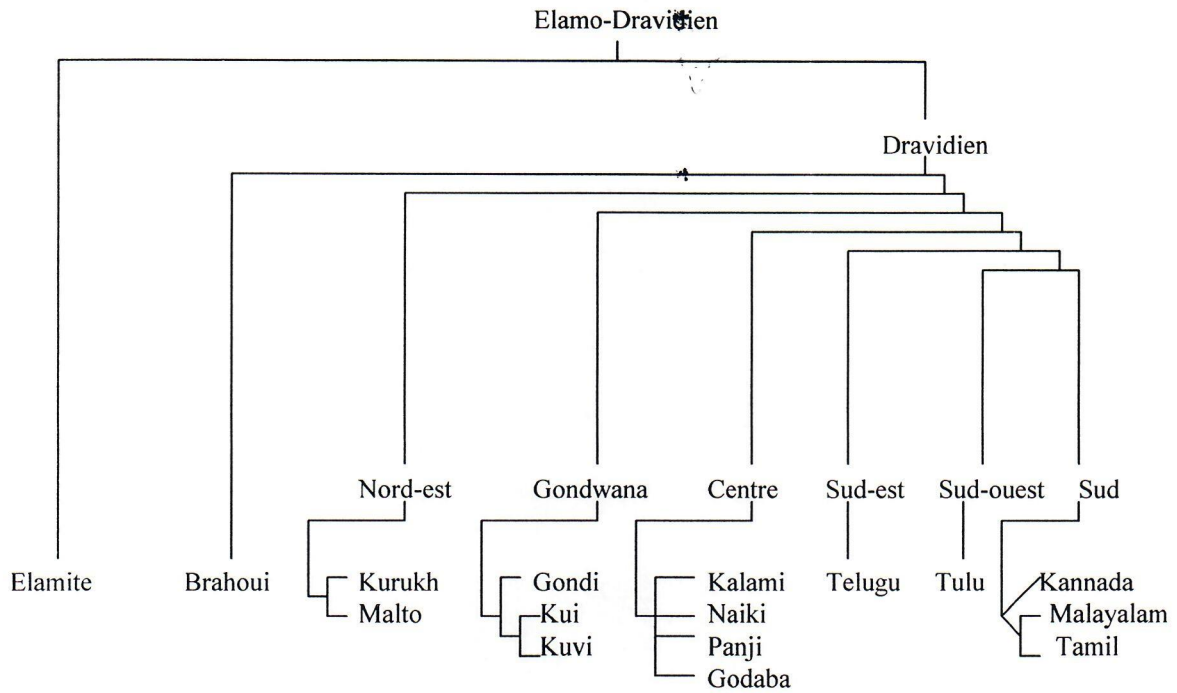 Elamo-Dravidien
Dravidien
Nord-est Gondwana Centre Sud-est Sud-ouest Sud
Elamite Brahoui Kurukh Gondi Kalami Telugu Tulu Kannada
Malto Kui Naiki Malayalam
Kuvi Panji Tamil
Godaba